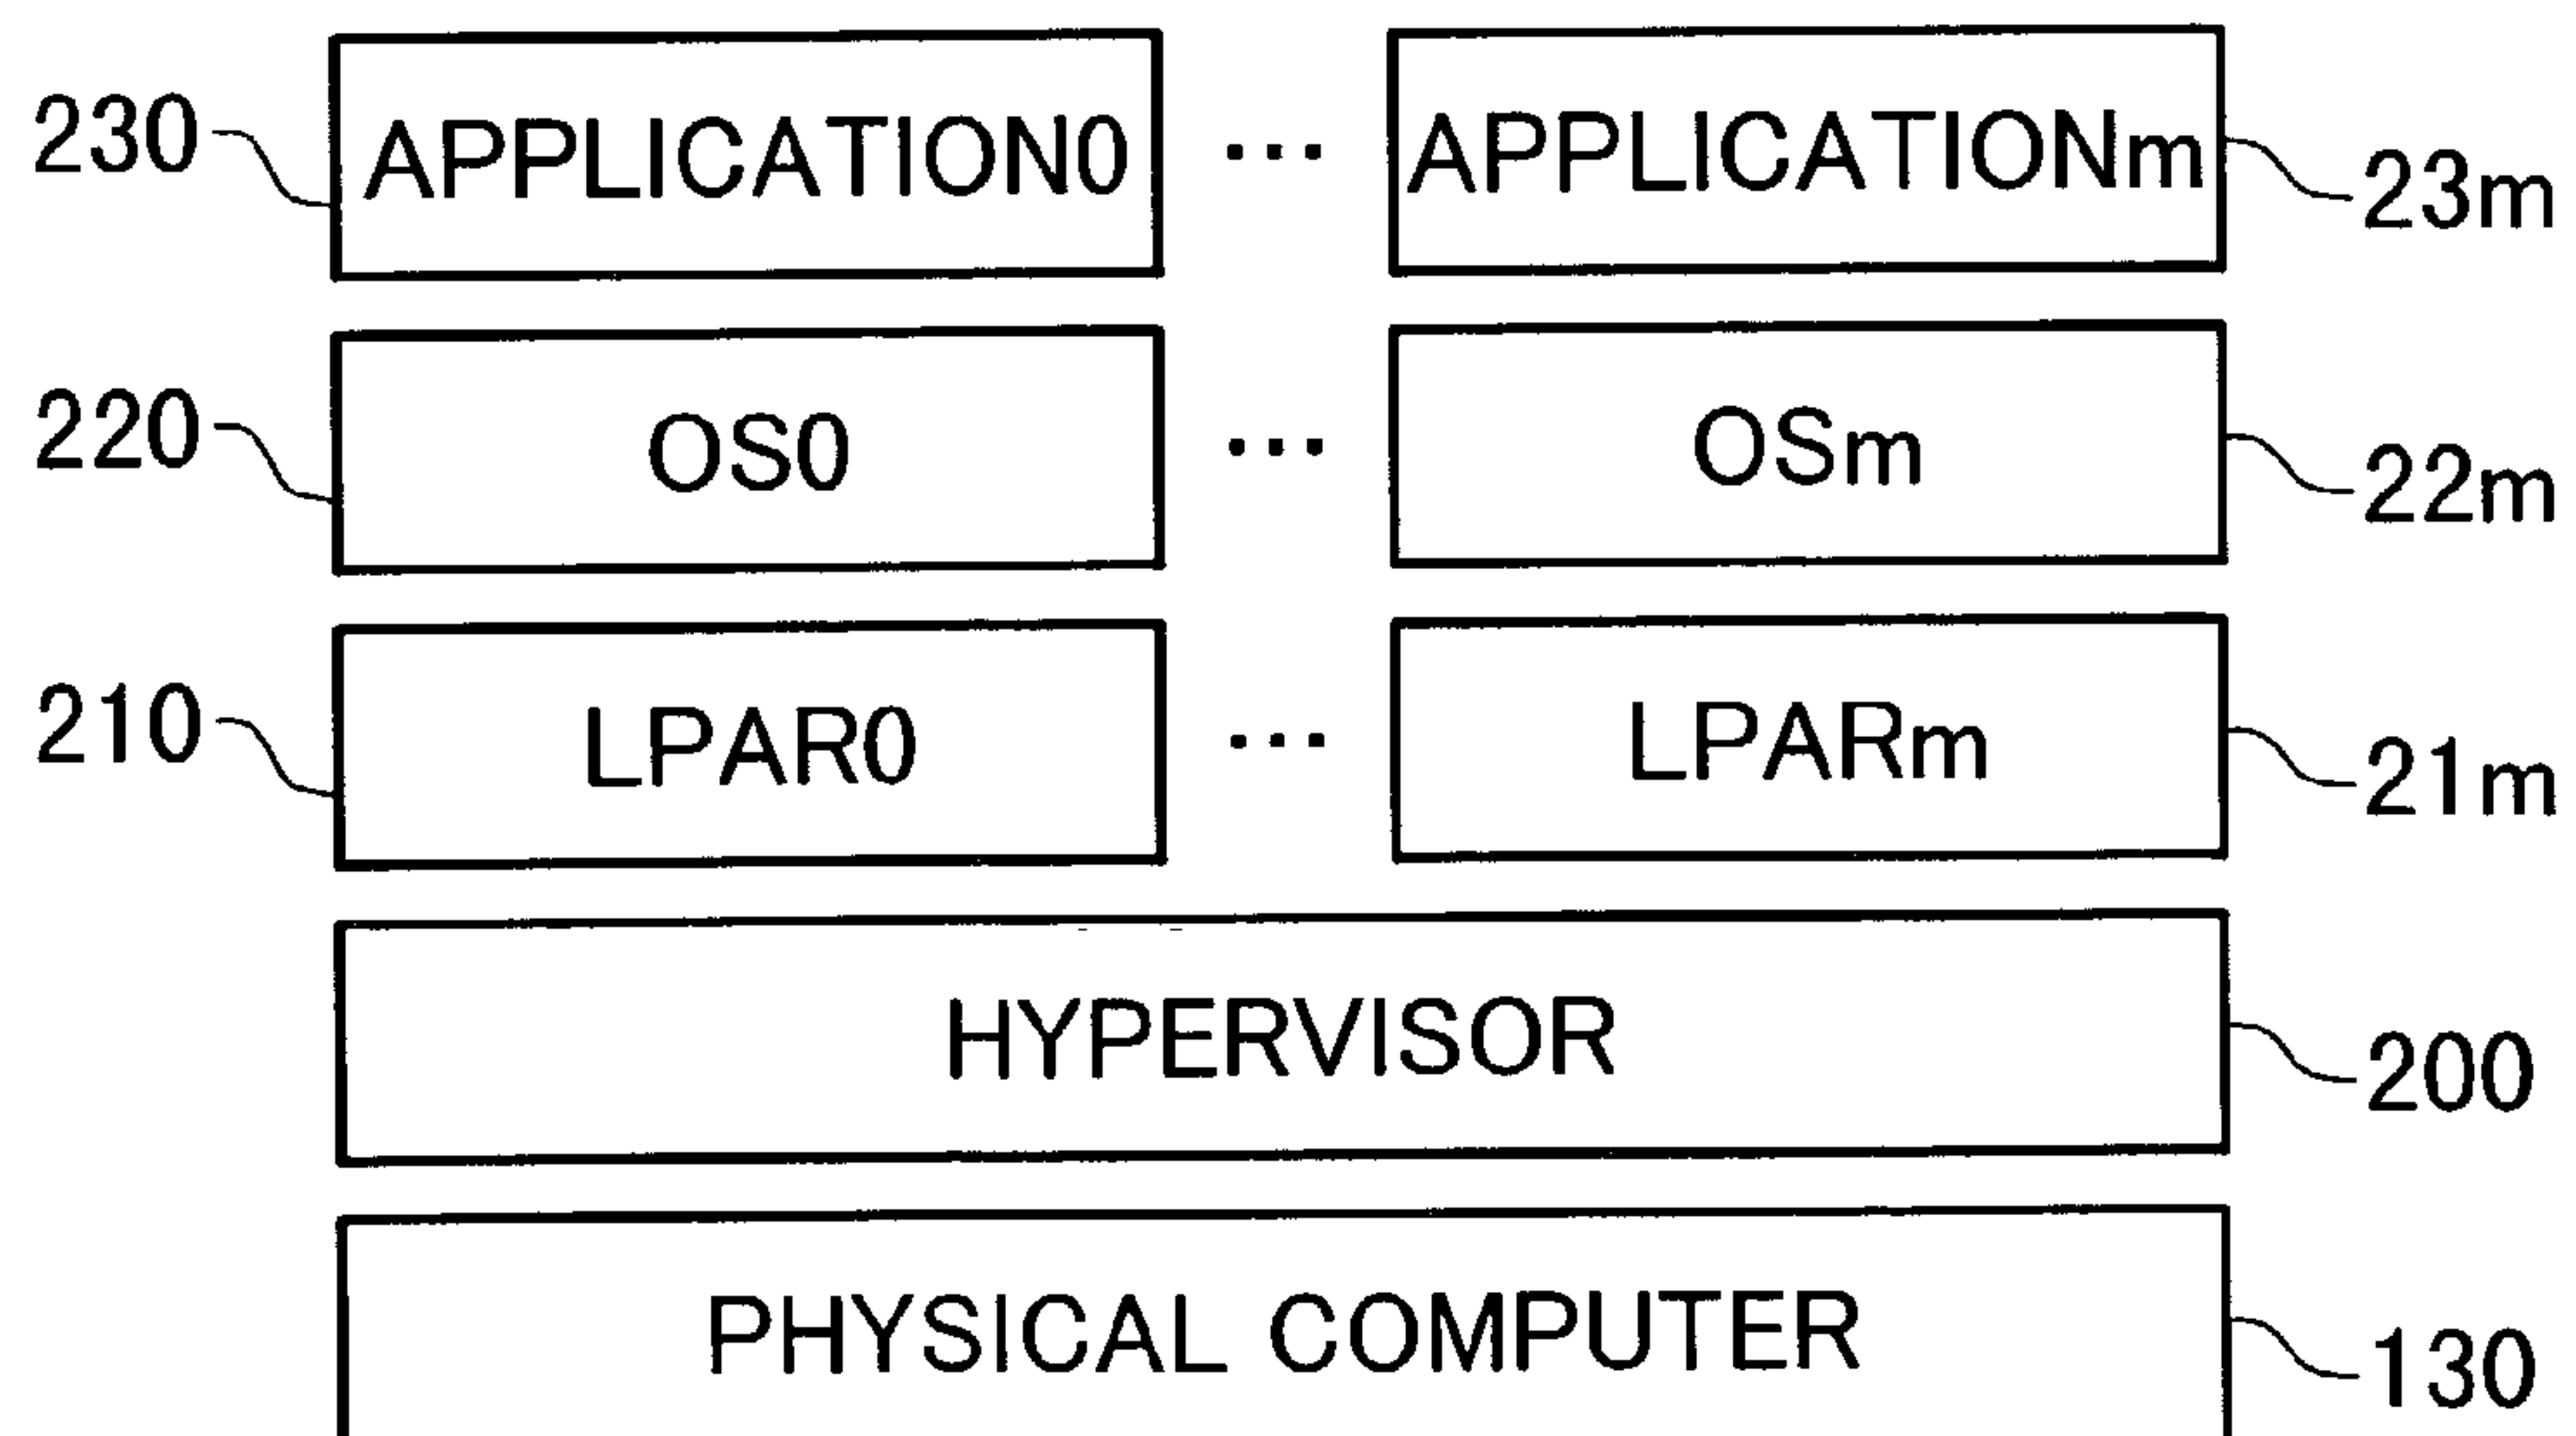 230 APPLICATION0 ... APPLICATIONm 23m
220 OS0 ... OSm 22m
210 LPAR0 ... LPARm 21m
HYPERVISOR 200
PHYSICAL COMPUTER 130